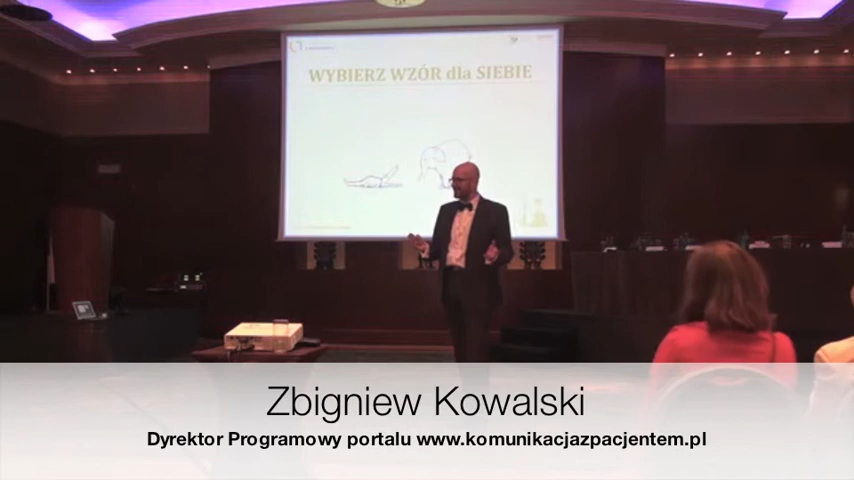 WYBIERZ WZÓR dla SIEBIE
Zbigniew Kowalski
Dyrektor Programowy portalu www.komunikacjazpacjentem.pl